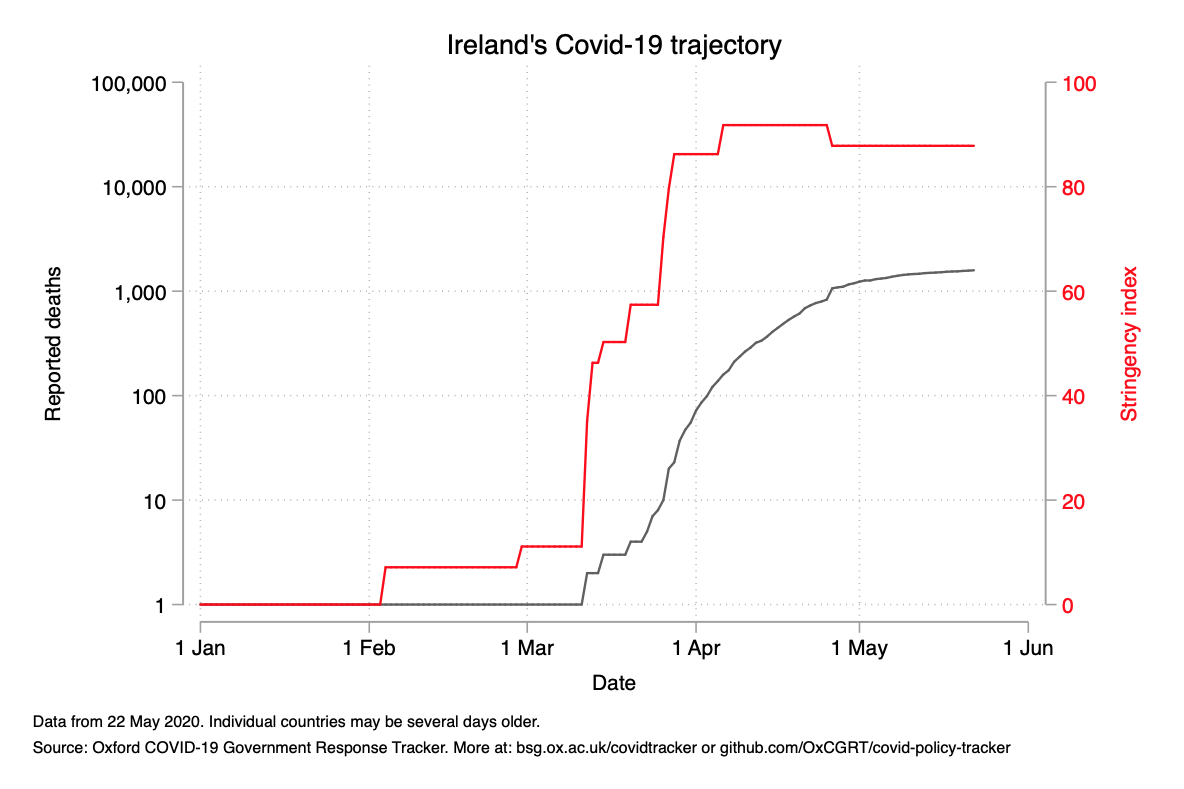 Ireland's Covid-19 trajectory
100,000
10,000
1,000
100
10
1
Reported deaths
100
80
60
40
20
0
Stringency index
1 Jan
1 Feb
1 Mar
1 Apr
1 May
1 Jun
Date
Data from 22 May 2020. Individual countries may be several days older.
Source: Oxford COVID-19 Government Response Tracker. More at: bsg.ox.ac.uk/covidtracker or github.com/OxCGRT/covid-policy-tracker